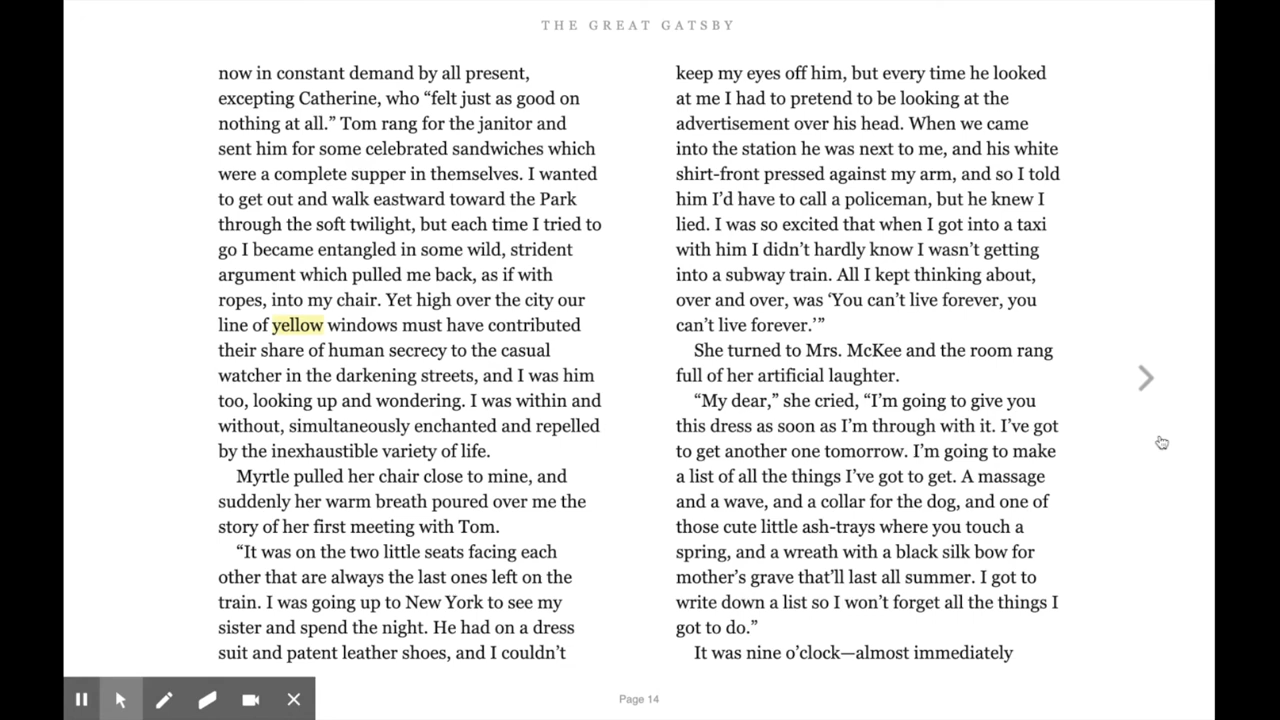 THE GREAT GATSBY
now in constant demand by all present,
excepting Catherine, who “felt just as good on
nothing at all.” Tom rang for the janitor and
sent him for some celebrated sandwiches which
were a complete supper in themselves. I wanted
to get out and walk eastward toward the Park
through the soft twilight, but each time I tried to
go I became entangled in some wild, strident
argument which pulled me back, as if with
ropes, into my chair. Yet high over the city our
line of yellow windows must have contributed
their share of human secrecy to the casual
watcher in the darkening streets, and I was him
too, looking up and wondering. I was within and
without, simultaneously enchanted and repelled
by the inexhaustible variety of life.
Myrtle pulled her chair close to mine, and
suddenly her warm breath poured over me the
story of her first meeting with Tom.
“It was on the two little seats facing each
other that are always the last ones left on the
train. I was going up to New York to see my
sister and spend the night. He had on a dress
suit and patent leather shoes, and I couldn’t
keep my eyes off him, but every time he looked
at me I had to pretend to be looking at the
advertisement over his head. When we came
into the station he was next to me, and his white
shirt-front pressed against my arm, and so I told
him I’d have to call a policeman, but he knew I
lied. I was so excited that when I got into a taxi
with him I didn’t hardly know I wasn’t getting
into a subway train. All I kept thinking about,
over and over, was ‘You can’t live forever, you
can’t live forever.’”
She turned to Mrs. McKee and the room rang
full of her artificial laughter.
“My dear,” she cried, “I’m going to give you
this dress as soon as I’m through with it. I’ve got
to get another one tomorrow. I’m going to make
a list of all the things I’ve got to get. A massage
and a wave, and a collar for the dog, and one of
those cute little ash-trays where you touch a
spring, and a wreath with a black silk bow for
mother’s grave that’ll last all summer. I got to
write down a list so I won’t forget all the things I
got to do.”
It was nine o’clock—almost immediately
Page 14